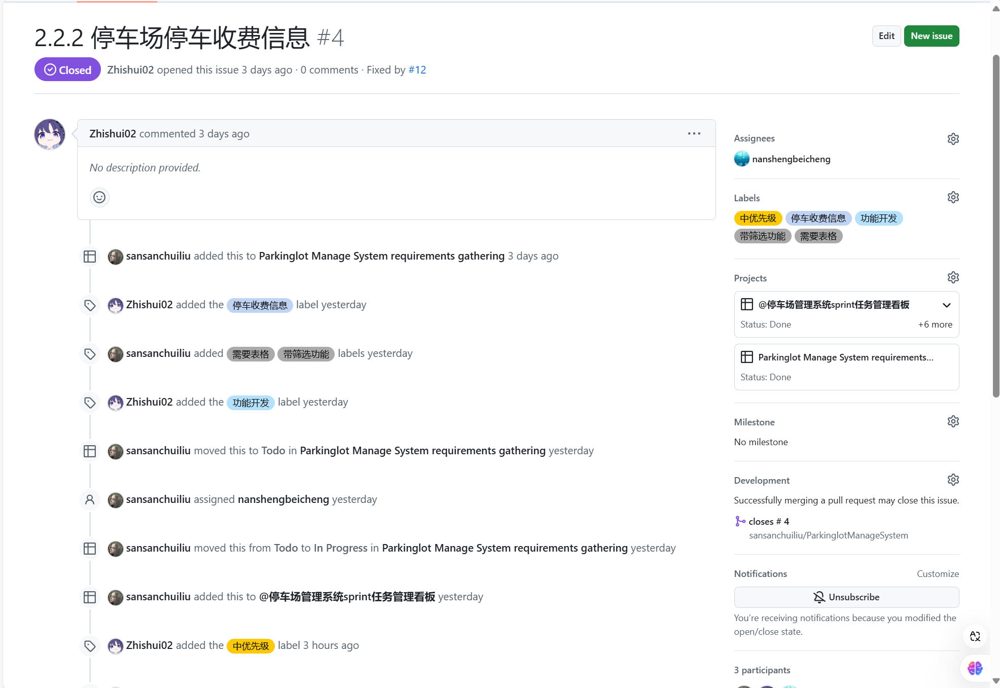 2.2.2 停车场停车收费信息 #4
Edit
New issue
Closed
Zhishui02 opened this issue 3 days ago · 0 comments · Fixed by #12
Zhishui02 commented 3 days ago
No description provided.
sansanchuiliu added this to Parkinglot Manage System requirements gathering 3 days ago
Zhishui02 added the 停车收费信息 label yesterday
sansanchuiliu added 需要表格 带筛选功能 labels yesterday
Zhishui02 added the 功能开发 label yesterday
sansanchuiliu moved this to Todo in Parkinglot Manage System requirements gathering yesterday
sansanchuiliu assigned nanshengbeicheng yesterday
sansanchuiliu moved this from Todo to In Progress in Parkinglot Manage System requirements gathering yesterday
sansanchuiliu added this to @停车场管理系统sprint任务管理看板 yesterday
Zhishui02 added the 中优先级 label 3 hours ago
Assignees
nanshengbeicheng
Labels
中优先级 停车收费信息 功能开发
带筛选功能 需要表格
Projects
@停车场管理系统sprint任务管理看板
Status: Done +6 more
Parkinglot Manage System requirements...
Status: Done
Milestone
No milestone
Development
Successfully merging a pull request may close this issue.
closes # 4
sansanchuiliu/ParkinglotManageSystem
Notifications Customize
Unsubscribe
You’re receiving notifications because you modified the
open/close state.
3 participants